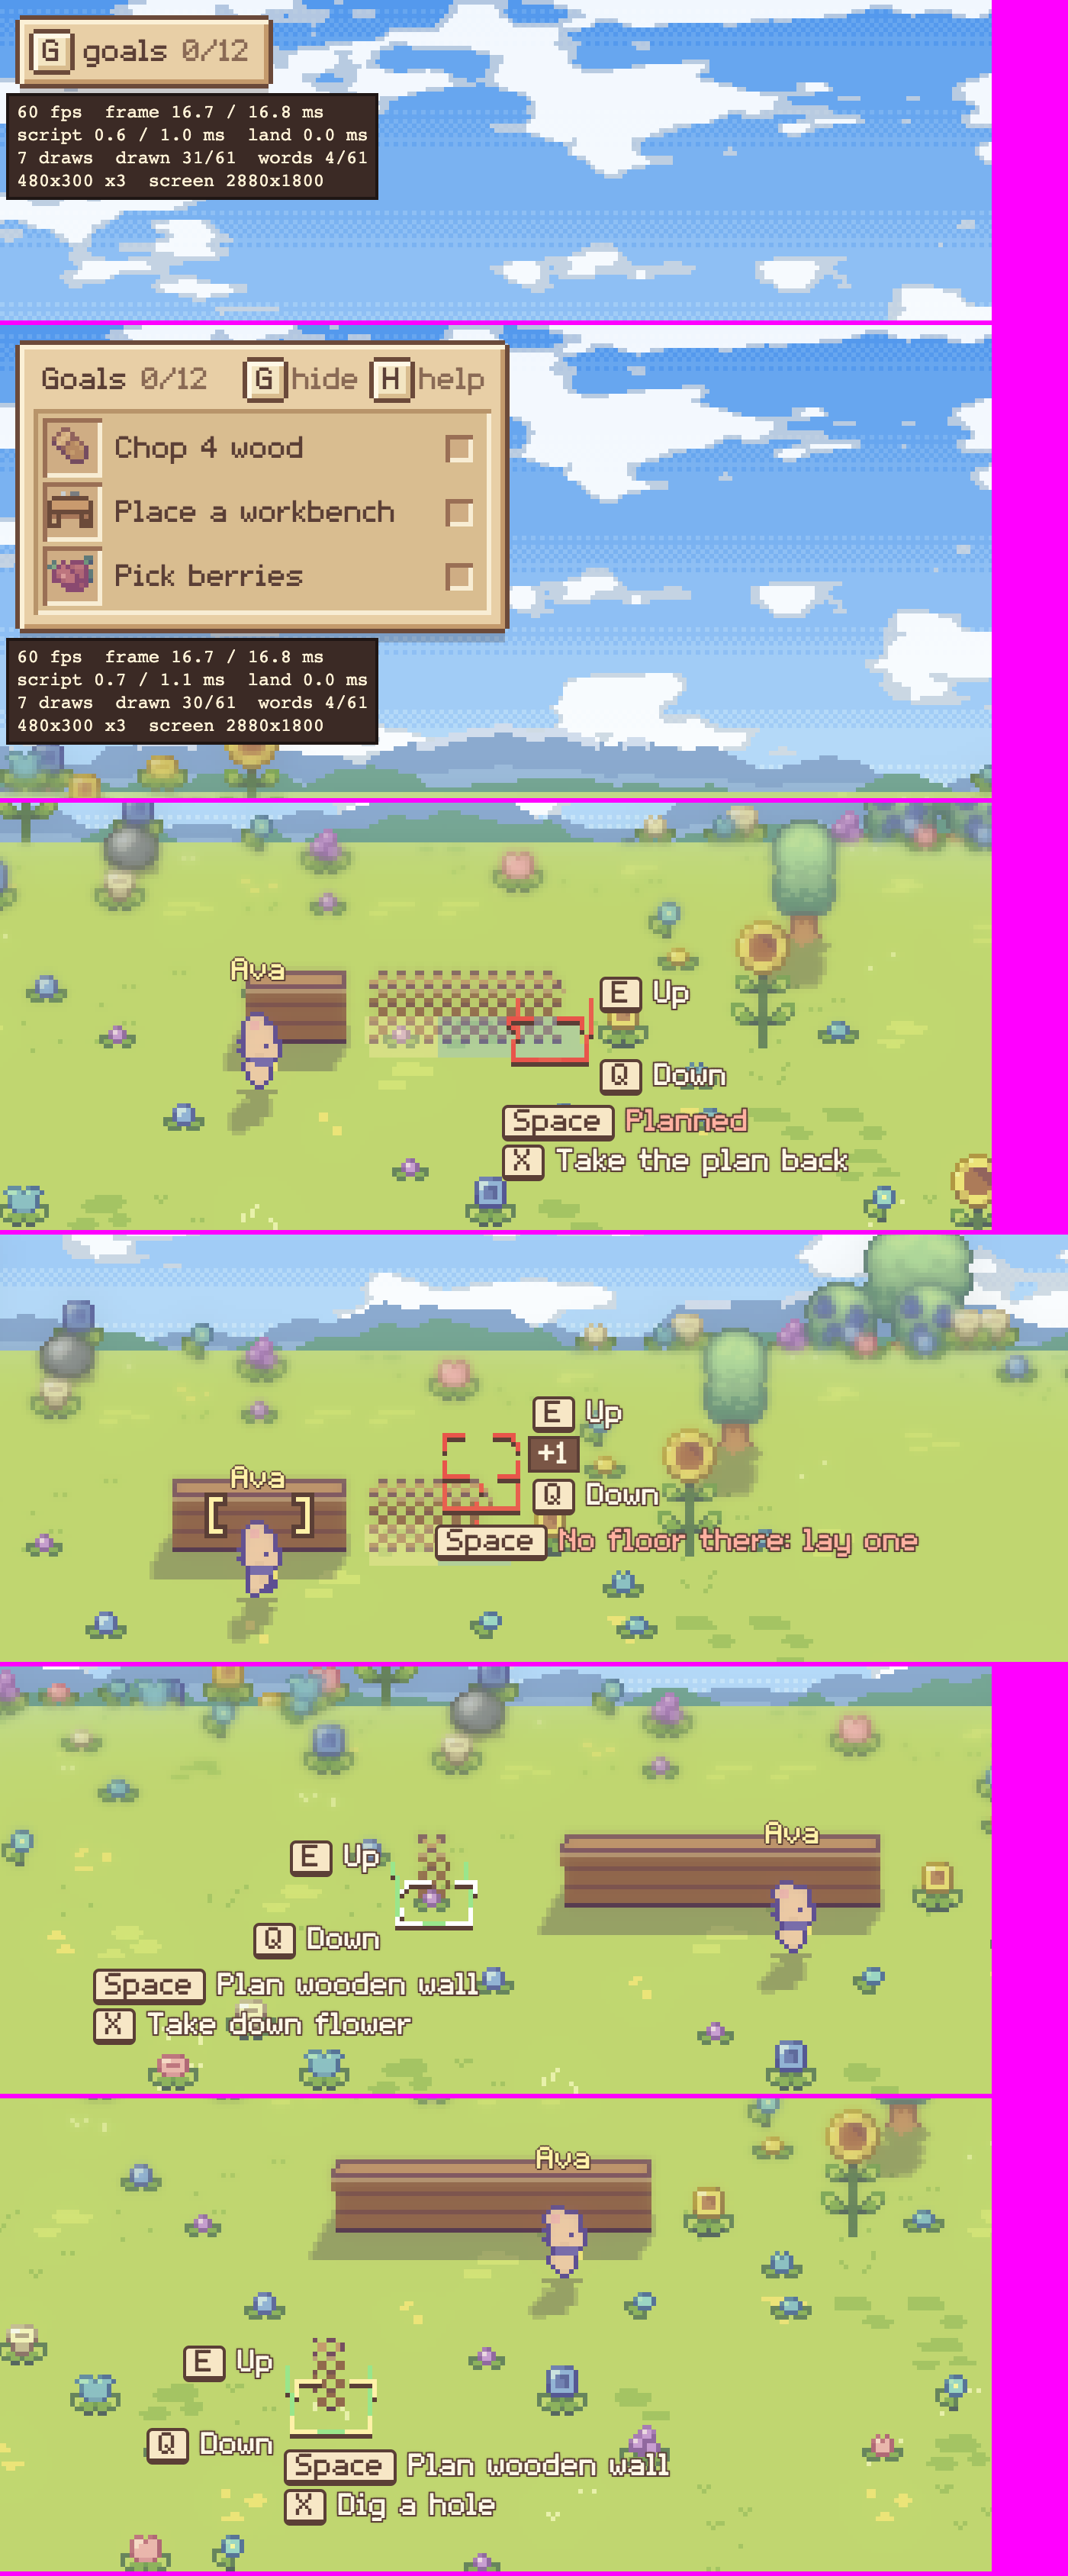 G goals 0/12
60 fps  frame 16.7 / 16.8 ms
script 0.6 / 1.0 ms  land 0.0 ms
7 draws  drawn 31/61  words 4/61
480x300 x3  screen 2880x1800
Goals 0/12 G hide H help
Chop 4 wood
Place a workbench
Pick berries
60 fps  frame 16.7 / 16.8 ms
script 0.7 / 1.1 ms  land 0.0 ms
7 draws  drawn 30/61  words 4/61
480x300 x3  screen 2880x1800
Ava
E Up
Q Down
Space Planned
X Take the plan back
E Up
+1
Ava
Q Down
Space No floor there: lay one
Ava
E Up
Q Down
Space Plan wooden wall
X Take down flower
Ava
E Up
Q Down
Space Plan wooden wall
X Dig a hole